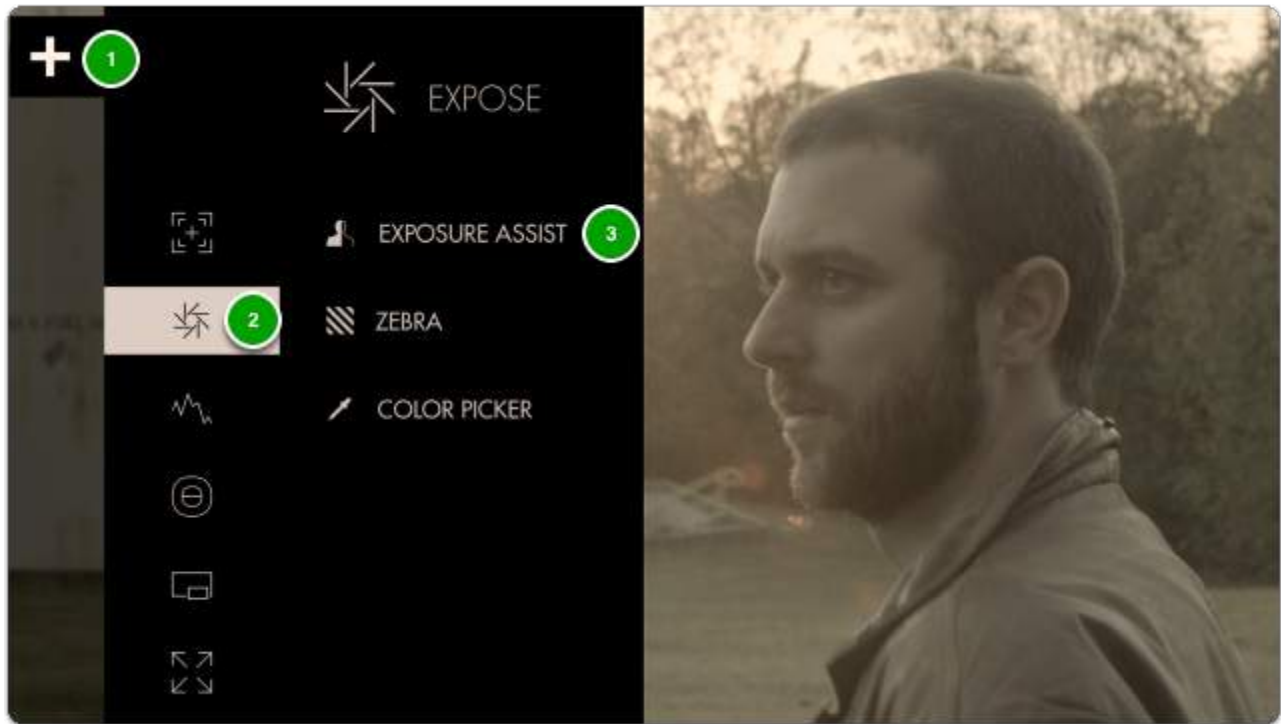 1
EXPOSE
EXPOSURE ASSIST 3
2
ZEBRA
COLOR PICKER